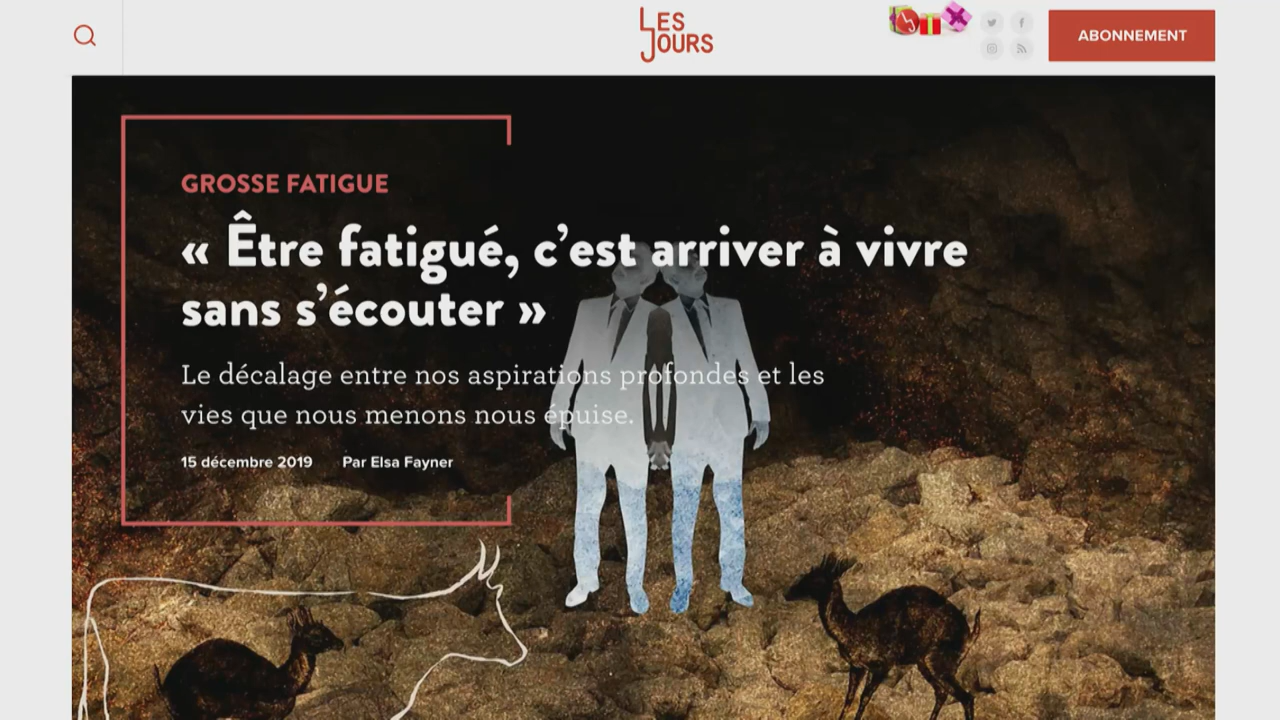 LES
JOURS
ABONNEMENT
GROSSE FATIGUE
« Être fatigué, c’est arriver à vivre
sans s’écouter »
Le décalage entre nos aspirations profondes et les
vies que nous menons nous épuise.
15 décembre 2019 Par Elsa Fayner